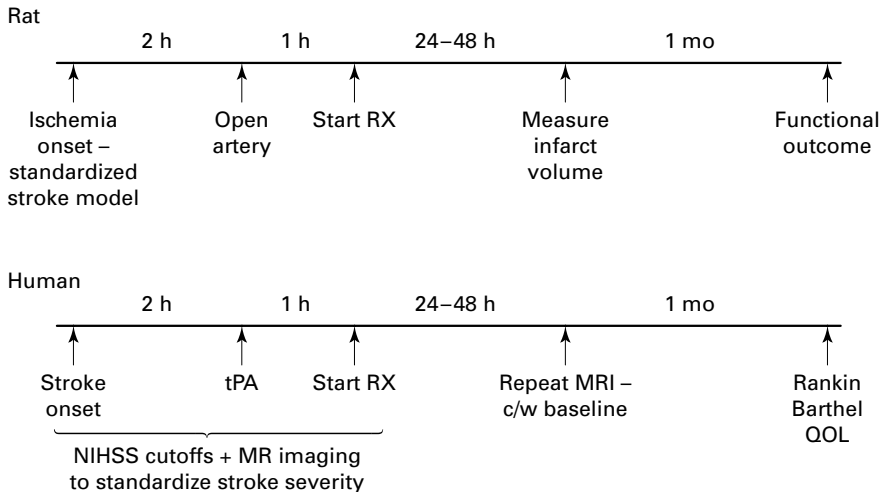 Rat
2 h 1 h 24–48 h 1 mo
Ischemia Open Start RX Measure Functional
onset – artery infarct outcome
standardized volume
stroke model
Human
2 h 1 h 24–48 h 1 mo
Stroke tPA Start RX Repeat MRI – Rankin
onset c/w baseline Barthel
QOL
NIHSS cutoffs + MR imaging
to standardize stroke severity